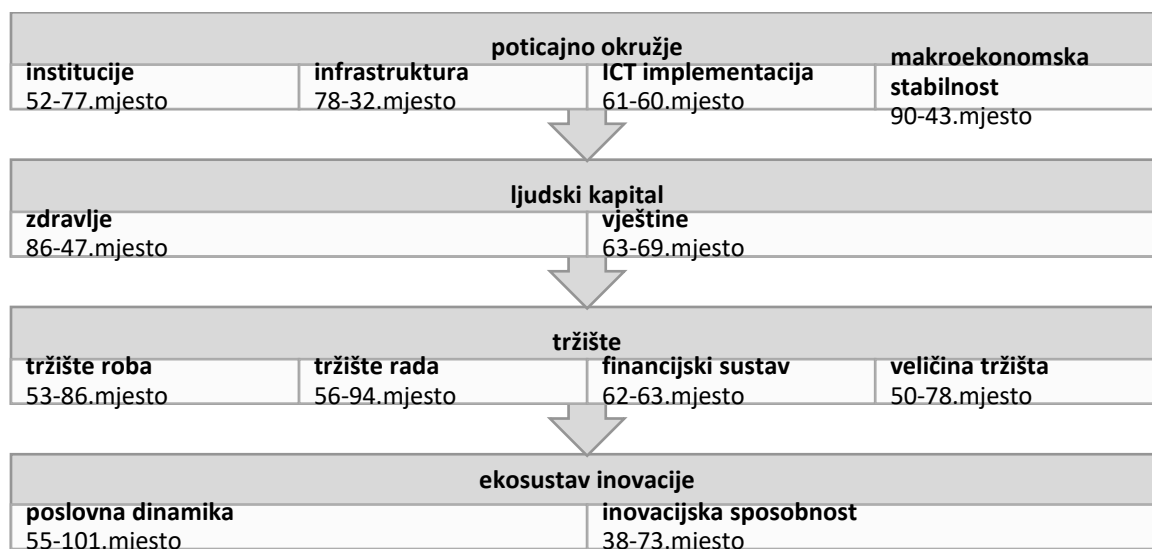 poticajno okružje
institucije
52-77.mjesto
infrastruktura
78-32.mjesto
ICT implementacija
61-60.mjesto
makroekonomska
stabilnost
90-43.mjesto
ljudski kapital
zdravlje
86-47.mjesto
vještine
63-69.mjesto
tržište
tržište roba
53-86.mjesto
tržište rada
56-94.mjesto
financijski sustav
62-63.mjesto
veličina tržišta
50-78.mjesto
ekosustav inovacije
poslovna dinamika
55-101.mjesto
inovacijska sposobnost
38-73.mjesto